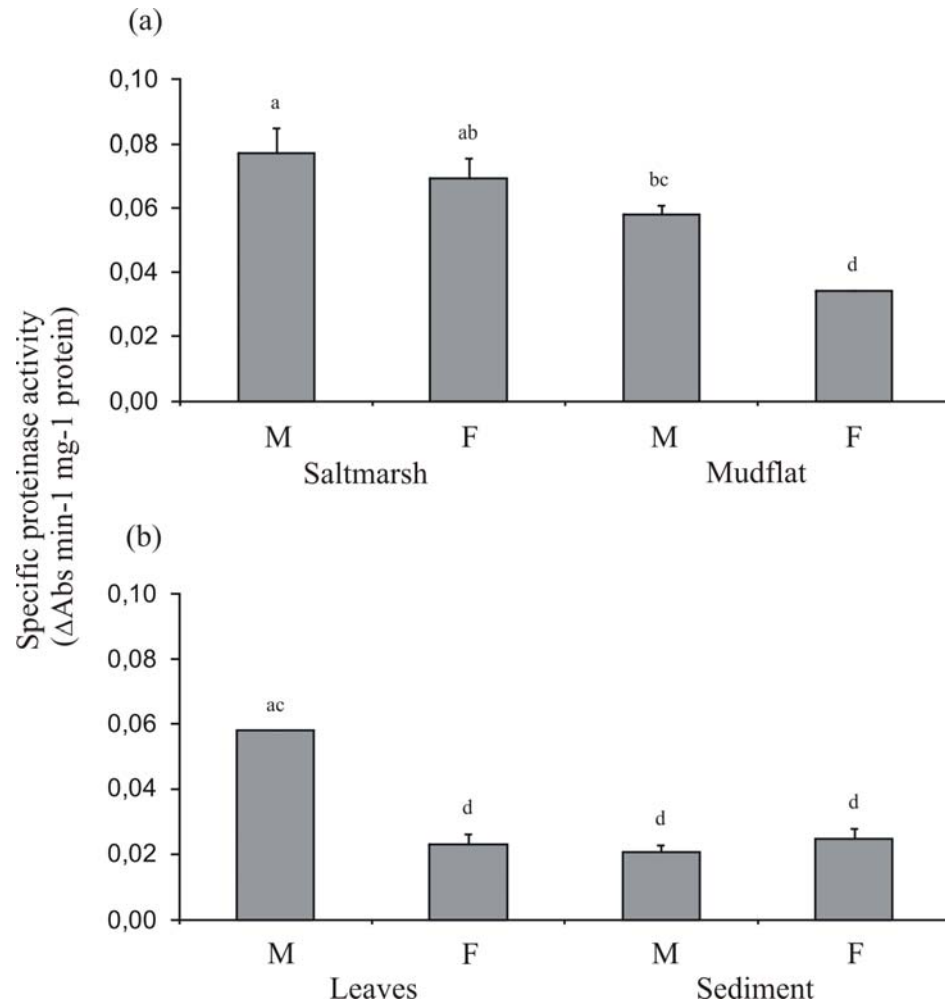 (a)
Specific proteinase activity
(ΔAbs min-1 mg-1 protein)
0,10
0,08
0,06
0,04
0,02
0,00
a
ab
bc
d
M F M F
Saltmarsh Mudflat
(b)
0,10
0,08
0,06
0,04
0,02
0,00
ac
d
d
d
M F M F
Leaves Sediment